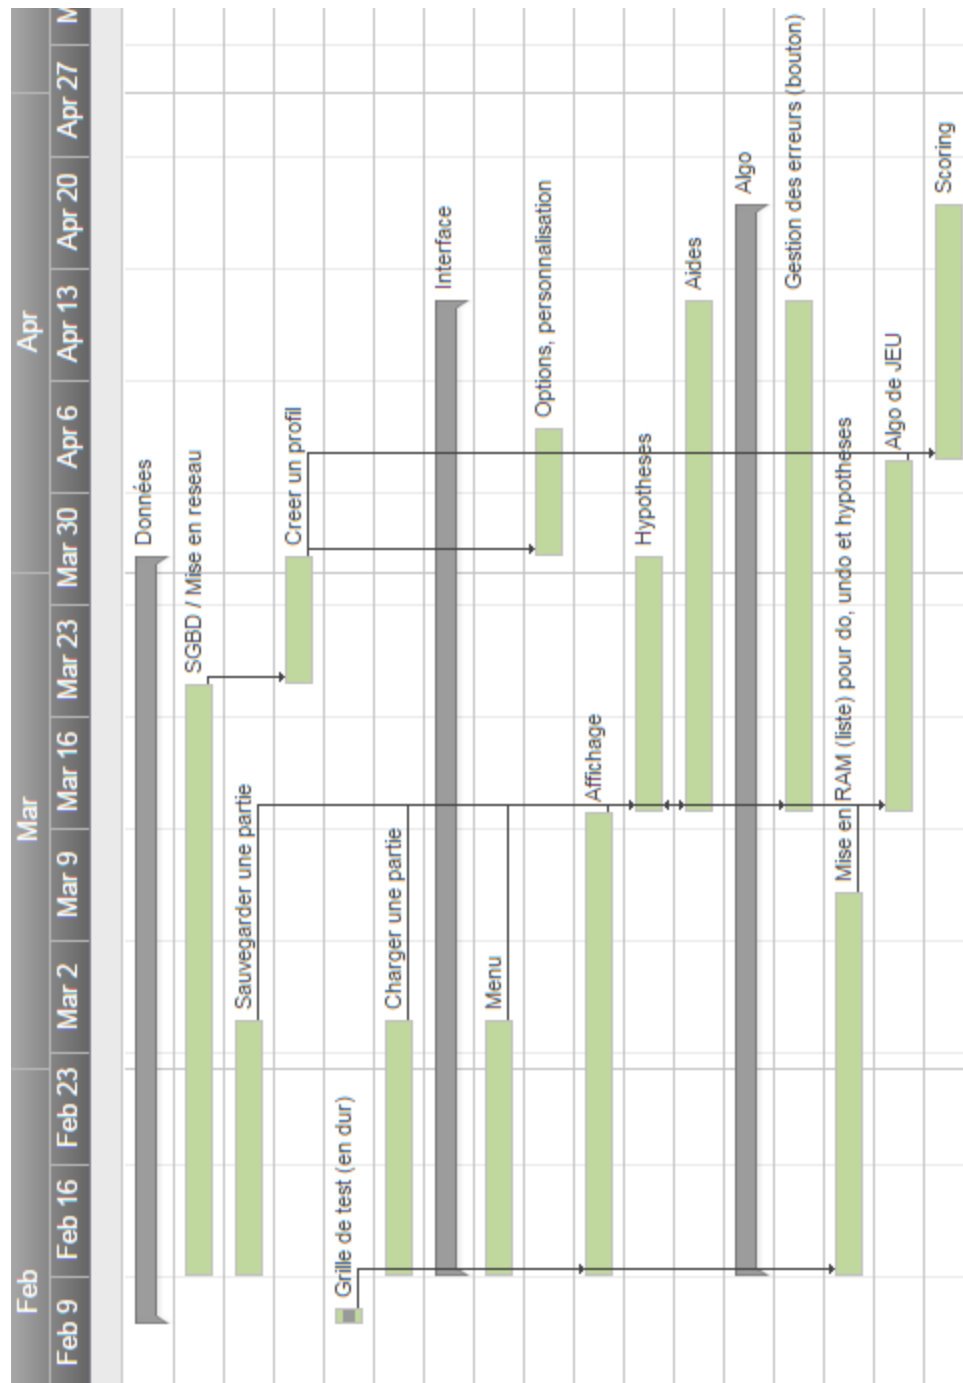 Feb Mar Apr
Feb 9 Feb 16 Feb 23 Mar 2 Mar 9 Mar 16 Mar 23 Mar 30 Apr 6 Apr 13 Apr 20 Apr 27 M
Données
SGBD / Mise en reseau
Sauvegarder une partie
Creer un profil
Grille de test (en dur)
Charger une partie
Interface
Menu
Options, personnalisation
Affichage
Hypotheses
Aides
Algo
Gestion des erreurs (bouton)
Mise en RAM (liste) pour do, undo et hypotheses
Algo de JEU
Scoring